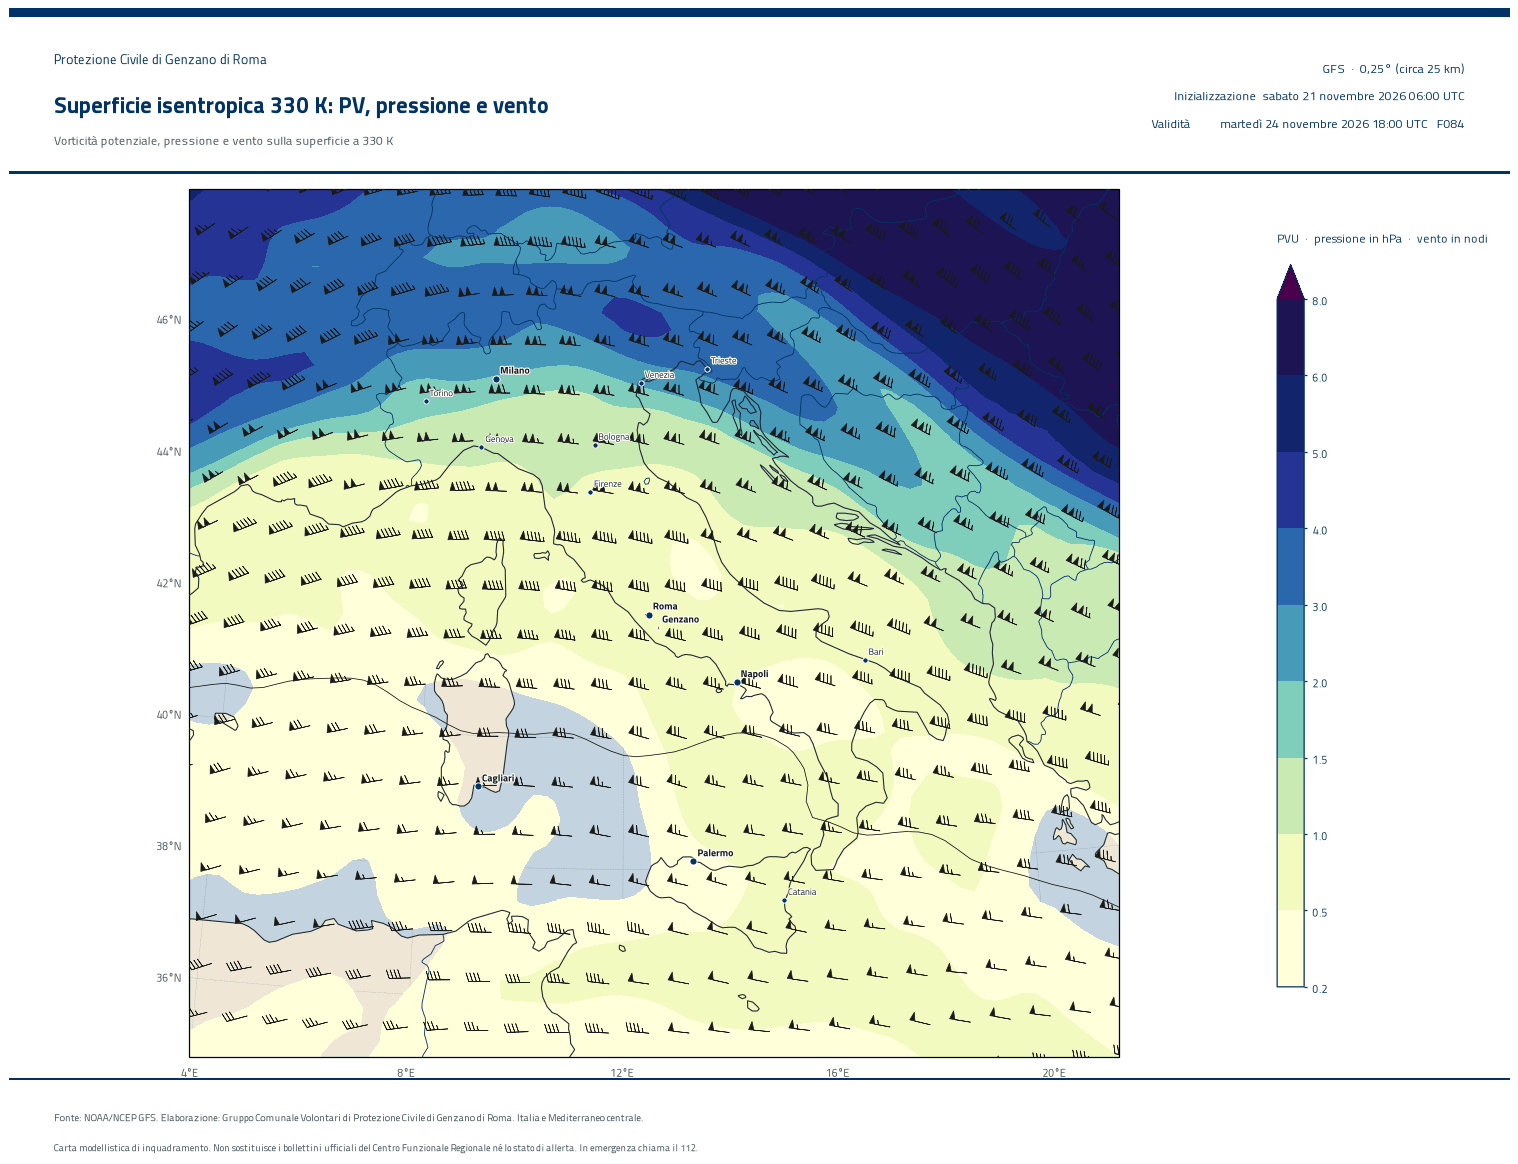 Protezione Civile di Genzano di Roma
Superficie isentropica 330 K: PV, pressione e vento
Vorticità potenziale, pressione e vento sulla superficie a 330 K
GFS · 0,25° (circa 25 km)
Inizializzazione sabato 21 novembre 2026 06:00 UTC
Validità martedì 24 novembre 2026 18:00 UTC F084
PVU · pressione in hPa · vento in nodi
8.0
6.0
5.0
4.0
3.0
2.0
1.5
1.0
0.5
0.2
46°N
44°N
42°N
40°N
38°N
36°N
4°E
8°E
12°E
16°E
20°E
Trieste
Milano
Venezia
Torino
Genova
Bologna
Firenze
Roma
Genzano
Bari
Napoli
Cagliari
Palermo
Catania
Fonte: NOAA/NCEP GFS. Elaborazione: Gruppo Comunale Volontari di Protezione Civile di Genzano di Roma. Italia e Mediterraneo centrale.
Carta modellistica di inquadramento. Non sostituisce i bollettini ufficiali del Centro Funzionale Regionale né lo stato di allerta. In emergenza chiama il 112.